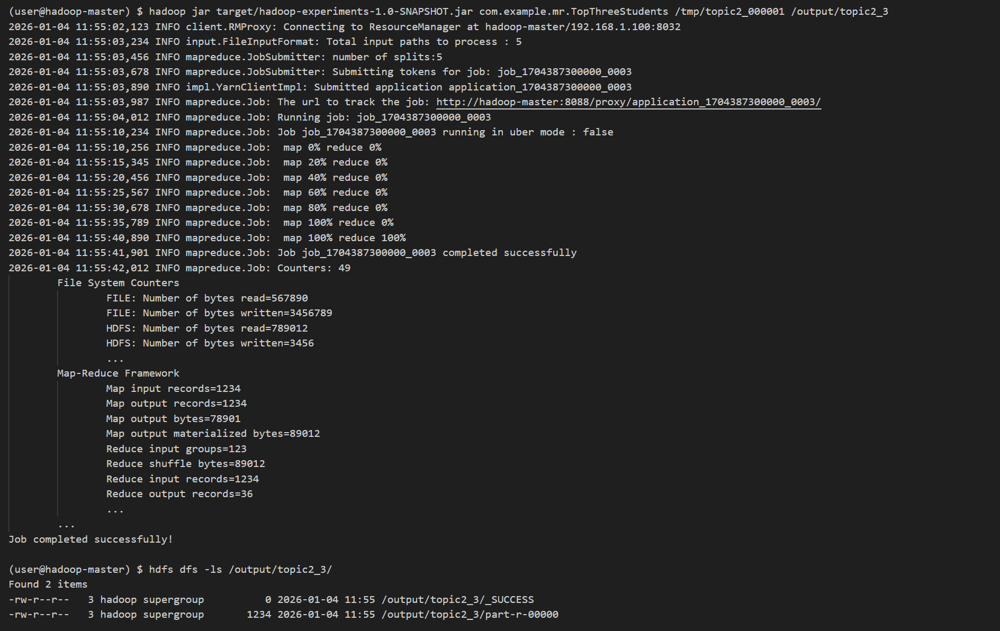 (user@hadoop-master) $ hadoop jar target/hadoop-experiments-1.0-SNAPSHOT.jar com.example.mr.TopThreeStudents /tmp/topic2_000001 /output/topic2_3
2026-01-04 11:55:02,123 INFO client.RMProxy: Connecting to ResourceManager at hadoop-master/192.168.1.100:8032
2026-01-04 11:55:03,234 INFO input.FileInputFormat: Total input paths to process : 5
2026-01-04 11:55:03,456 INFO mapreduce.JobSubmitter: number of splits:5
2026-01-04 11:55:03,678 INFO mapreduce.JobSubmitter: Submitting tokens for job: job_1704387300000_0003
2026-01-04 11:55:03,890 INFO impl.YarnClientImpl: Submitted application application_1704387300000_0003
2026-01-04 11:55:03,987 INFO mapreduce.Job: The url to track the job: http://hadoop-master:8088/proxy/application_1704387300000_0003/
2026-01-04 11:55:04,012 INFO mapreduce.Job: Running job: job_1704387300000_0003
2026-01-04 11:55:10,234 INFO mapreduce.Job: Job job_1704387300000_0003 running in uber mode : false
2026-01-04 11:55:10,256 INFO mapreduce.Job:  map 0% reduce 0%
2026-01-04 11:55:15,345 INFO mapreduce.Job:  map 20% reduce 0%
2026-01-04 11:55:20,456 INFO mapreduce.Job:  map 40% reduce 0%
2026-01-04 11:55:25,567 INFO mapreduce.Job:  map 60% reduce 0%
2026-01-04 11:55:30,678 INFO mapreduce.Job:  map 80% reduce 0%
2026-01-04 11:55:35,789 INFO mapreduce.Job:  map 100% reduce 0%
2026-01-04 11:55:40,890 INFO mapreduce.Job:  map 100% reduce 100%
2026-01-04 11:55:41,901 INFO mapreduce.Job: Job job_1704387300000_0003 completed successfully
2026-01-04 11:55:42,012 INFO mapreduce.Job: Counters: 49
        File System Counters
                FILE: Number of bytes read=567890
                FILE: Number of bytes written=3456789
                HDFS: Number of bytes read=789012
                HDFS: Number of bytes written=3456
                ...
        Map-Reduce Framework
                Map input records=1234
                Map output records=1234
                Map output bytes=78901
                Map output materialized bytes=89012
                Reduce input groups=123
                Reduce shuffle bytes=89012
                Reduce input records=1234
                Reduce output records=36
                ...
        ...
Job completed successfully!

(user@hadoop-master) $ hdfs dfs -ls /output/topic2_3/
Found 2 items
-rw-r--r--   3 hadoop supergroup          0 2026-01-04 11:55 /output/topic2_3/_SUCCESS
-rw-r--r--   3 hadoop supergroup       1234 2026-01-04 11:55 /output/topic2_3/part-r-00000